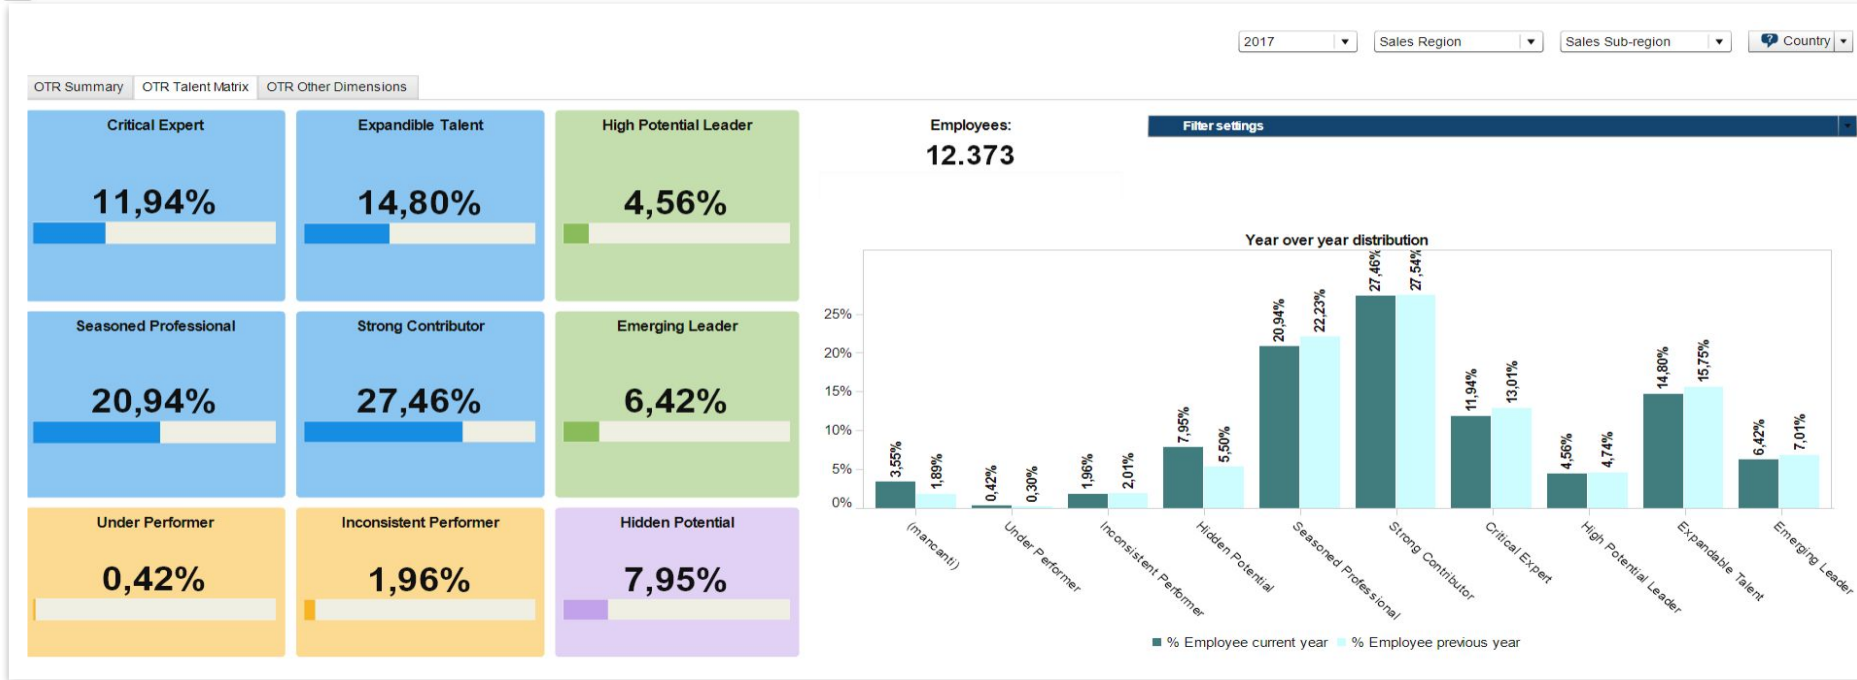 2017
Sales Region
Sales Sub-region
Country
OTR Summary
OTR Talent Matrix
OTR Other Dimensions
Critical Expert
11,94%
Expandible Talent
14,80%
High Potential Leader
4,56%
Seasoned Professional
20,94%
Strong Contributor
27,46%
Emerging Leader
6,42%
Under Performer
0,42%
Inconsistent Performer
1,96%
Hidden Potential
7,95%
Employees:
12.373
Filter settings
Year over year distribution
25%
20%
15%
10%
5%
0%
3,55%
1,89%
0,42%
0,30%
1,96%
2,01%
7,95%
5,50%
20,94%
22,23%
27,46%
27,54%
11,94%
13,01%
4,56%
4,74%
14,80%
15,75%
6,42%
7,01%
(mancanti)
Under Performer
Inconsistent Performer
Hidden Potential
Seasoned Professional
Strong Contributor
Critical Expert
High Potential Leader
Expandable Talent
Emerging Leader
% Employee current year
% Employee previous year